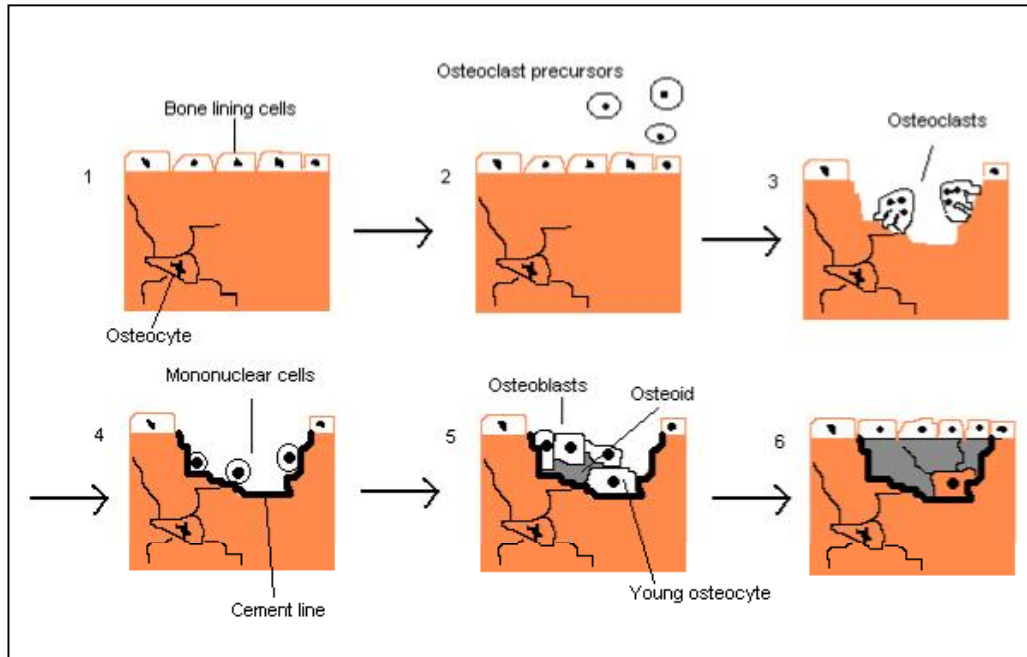 Osteoclast precursors
Bone lining cells
Osteoclasts
1
2
3
Osteocyte
Mononuclear cells
Osteoblasts
Osteoid
4
5
6
Young osteocyte
Cement line